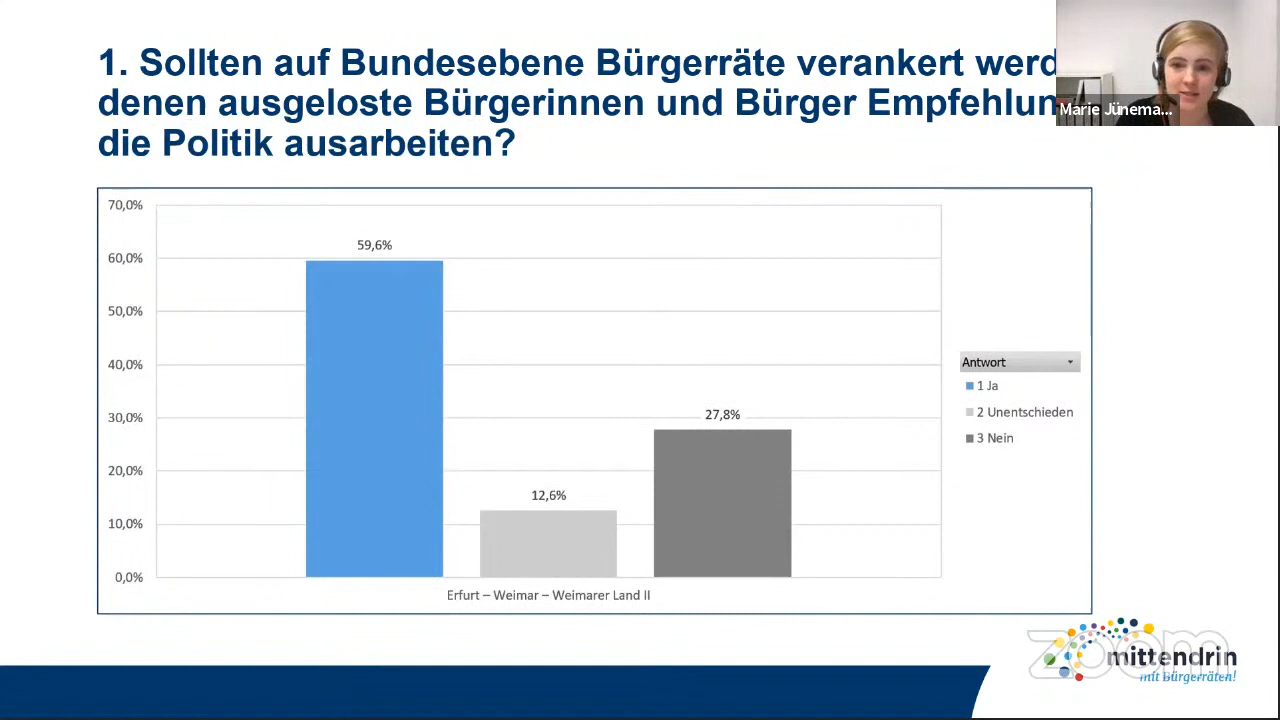 1. Sollten auf Bundesebene Bürgerräte verankert werd
denen ausgeloste Bürgerinnen und Bürger Empfehlun
die Politik ausarbeiten?
Marie Jünema...
70,0%
60,0%
50,0%
40,0%
30,0%
20,0%
10,0%
0,0%
59,6%
12,6%
27,8%
Erfurt – Weimar – Weimarer Land II
Antwort
1 Ja
2 Unentschieden
3 Nein
zoom
mittendrin
mit Bürgerräten!